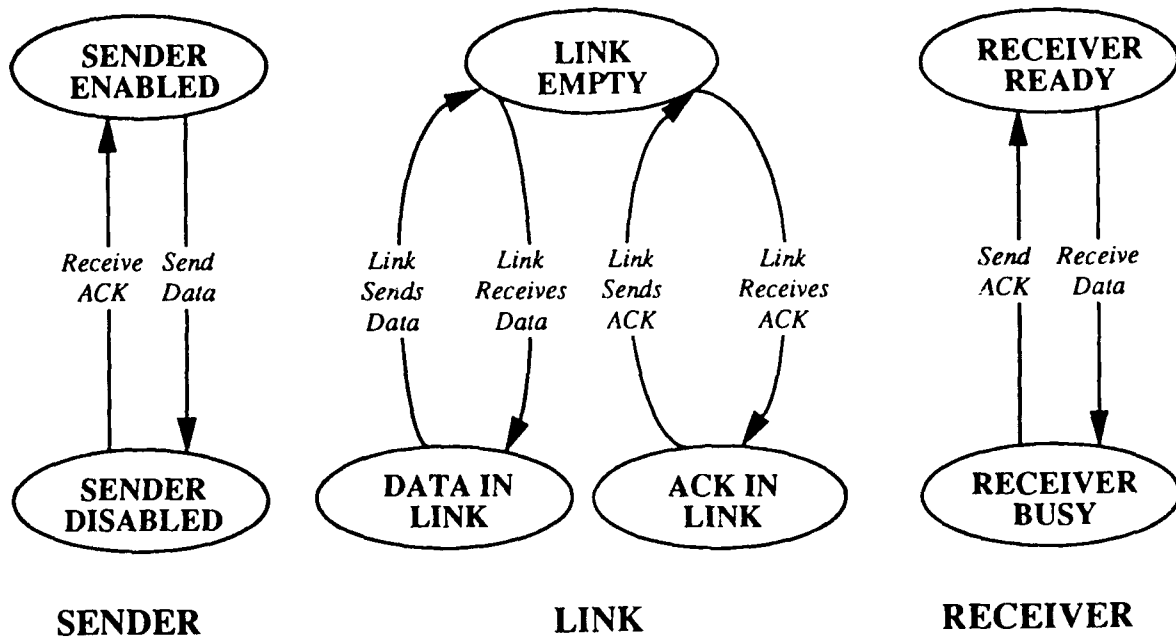 SENDER
ENABLED
LINK
EMPTY
RECEIVER
READY
Receive
ACK
Send
Data
Link
Sends
Data
Link
Receives
Data
Link
Sends
ACK
Link
Receives
ACK
Send
ACK
Receive
Data
SENDER
DISABLED
DATA IN
LINK
ACK IN
LINK
RECEIVER
BUSY
SENDER
LINK
RECEIVER